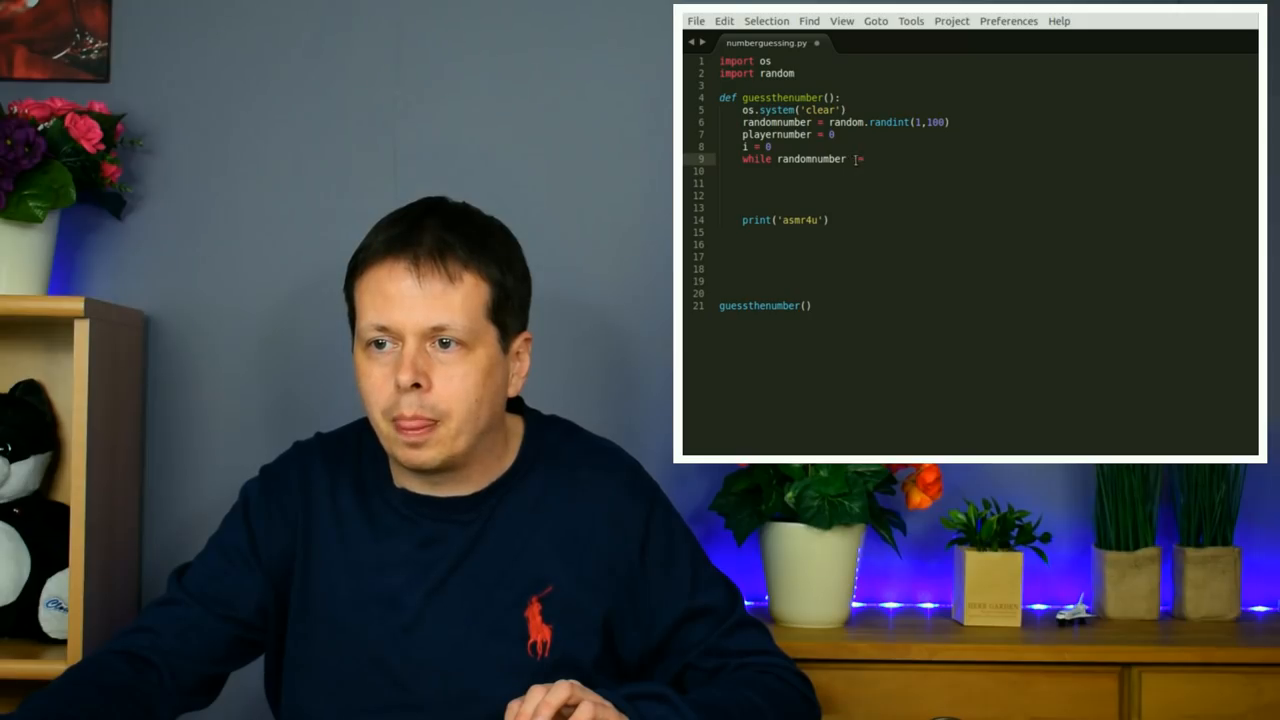 File Edit Selection Find View Goto Tools Project Preferences Help
numberguessing.py
1 import os
2 import random
3
4 def guessthenumber():
5 os.system('clear')
6 randomnumber = random.randint(1,100)
7 playernumber = 0
8 i = 0
9 while randomnumber !=
10
11
12
13
14 print('asmr4u')
15
16
17
18
19
20
21 guessthenumber()
HERB GARDEN